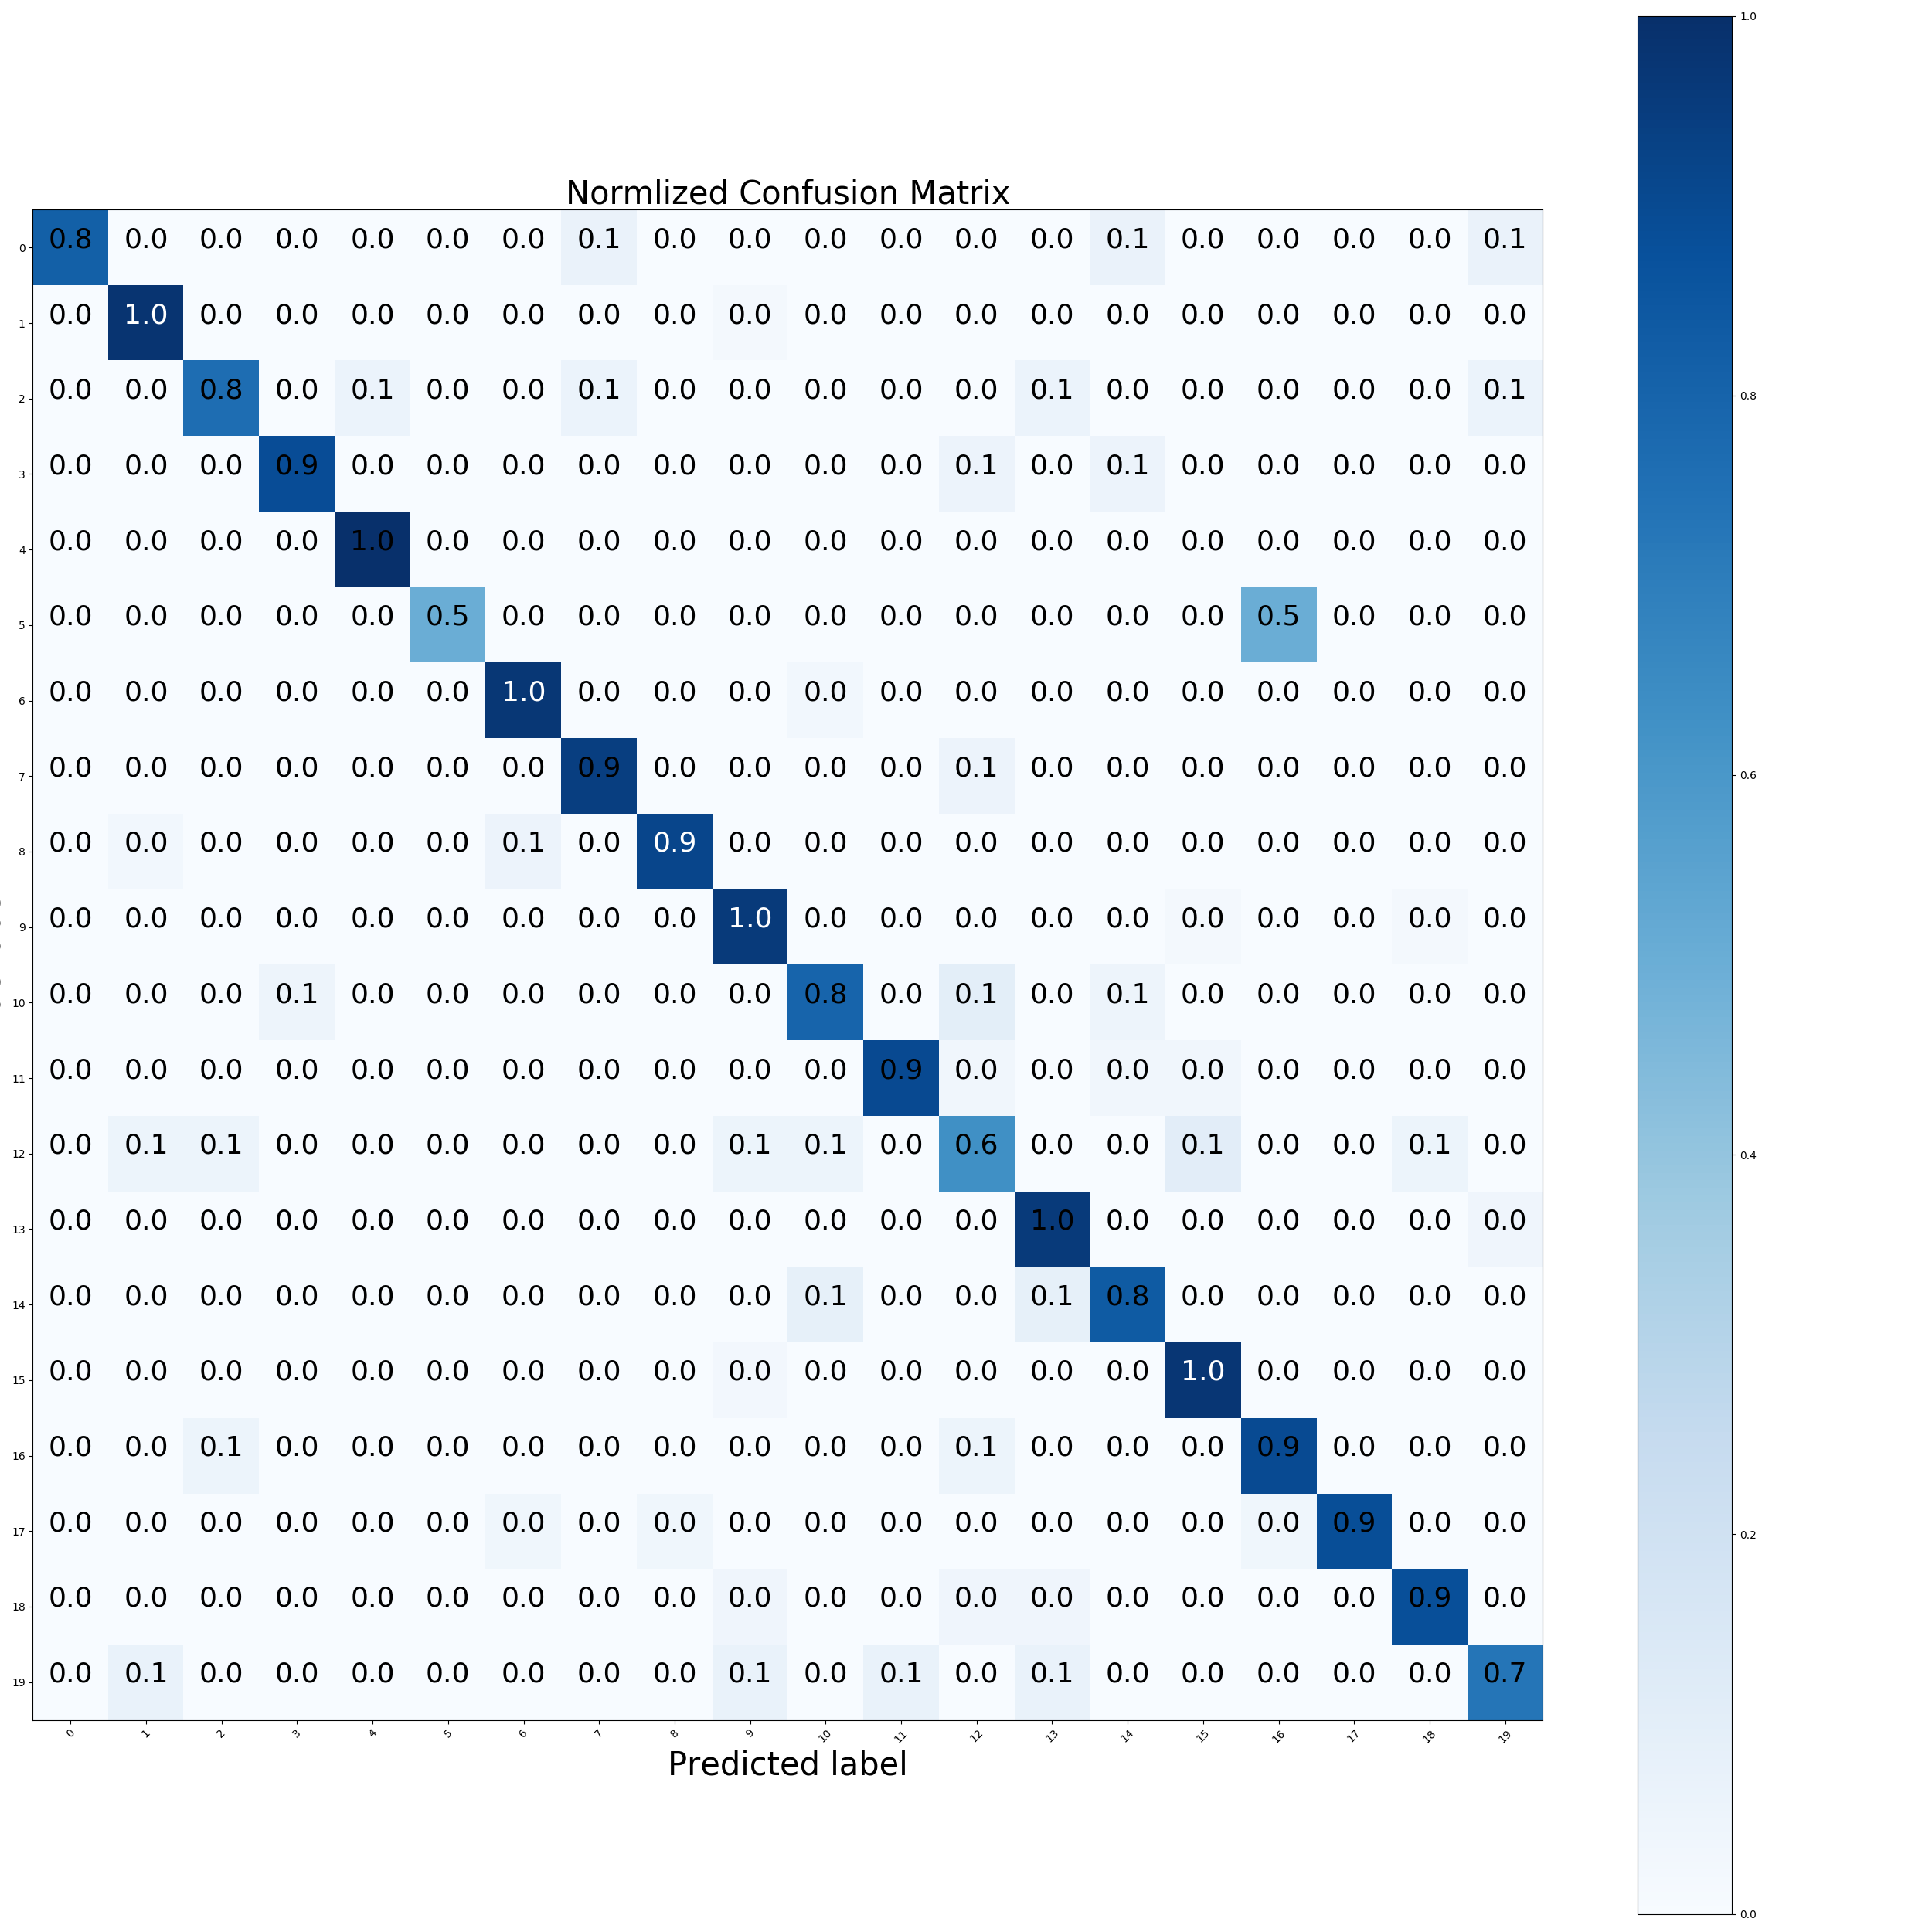 Normlized Confusion Matrix
0 0.8 0.0 0.0 0.0 0.0 0.0 0.0 0.1 0.0 0.0 0.0 0.0 0.0 0.0 0.1 0.0 0.0 0.0 0.0 0.1
1 0.0 1.0 0.0 0.0 0.0 0.0 0.0 0.0 0.0 0.0 0.0 0.0 0.0 0.0 0.0 0.0 0.0 0.0 0.0 0.0
2 0.0 0.0 0.8 0.0 0.1 0.0 0.0 0.1 0.0 0.0 0.0 0.0 0.0 0.1 0.0 0.0 0.0 0.0 0.0 0.1
3 0.0 0.0 0.0 0.9 0.0 0.0 0.0 0.0 0.0 0.0 0.0 0.0 0.1 0.0 0.1 0.0 0.0 0.0 0.0 0.0
4 0.0 0.0 0.0 0.0 1.0 0.0 0.0 0.0 0.0 0.0 0.0 0.0 0.0 0.0 0.0 0.0 0.0 0.0 0.0 0.0
5 0.0 0.0 0.0 0.0 0.0 0.5 0.0 0.0 0.0 0.0 0.0 0.0 0.0 0.0 0.0 0.0 0.5 0.0 0.0 0.0
6 0.0 0.0 0.0 0.0 0.0 0.0 1.0 0.0 0.0 0.0 0.0 0.0 0.0 0.0 0.0 0.0 0.0 0.0 0.0 0.0
7 0.0 0.0 0.0 0.0 0.0 0.0 0.0 0.9 0.0 0.0 0.0 0.0 0.1 0.0 0.0 0.0 0.0 0.0 0.0 0.0
8 0.0 0.0 0.0 0.0 0.0 0.0 0.1 0.0 0.9 0.0 0.0 0.0 0.0 0.0 0.0 0.0 0.0 0.0 0.0 0.0
9 0.0 0.0 0.0 0.0 0.0 0.0 0.0 0.0 0.0 1.0 0.0 0.0 0.0 0.0 0.0 0.0 0.0 0.0 0.0 0.0
10 0.0 0.0 0.0 0.1 0.0 0.0 0.0 0.0 0.0 0.0 0.8 0.0 0.1 0.0 0.1 0.0 0.0 0.0 0.0 0.0
11 0.0 0.0 0.0 0.0 0.0 0.0 0.0 0.0 0.0 0.0 0.0 0.9 0.0 0.0 0.0 0.0 0.0 0.0 0.0 0.0
12 0.0 0.1 0.1 0.0 0.0 0.0 0.0 0.0 0.0 0.1 0.1 0.0 0.6 0.0 0.0 0.1 0.0 0.0 0.1 0.0
13 0.0 0.0 0.0 0.0 0.0 0.0 0.0 0.0 0.0 0.0 0.0 0.0 0.0 1.0 0.0 0.0 0.0 0.0 0.0 0.0
14 0.0 0.0 0.0 0.0 0.0 0.0 0.0 0.0 0.0 0.0 0.1 0.0 0.0 0.1 0.8 0.0 0.0 0.0 0.0 0.0
15 0.0 0.0 0.0 0.0 0.0 0.0 0.0 0.0 0.0 0.0 0.0 0.0 0.0 0.0 0.0 1.0 0.0 0.0 0.0 0.0
16 0.0 0.0 0.1 0.0 0.0 0.0 0.0 0.0 0.0 0.0 0.0 0.0 0.1 0.0 0.0 0.0 0.9 0.0 0.0 0.0
17 0.0 0.0 0.0 0.0 0.0 0.0 0.0 0.0 0.0 0.0 0.0 0.0 0.0 0.0 0.0 0.0 0.0 0.9 0.0 0.0
18 0.0 0.0 0.0 0.0 0.0 0.0 0.0 0.0 0.0 0.0 0.0 0.0 0.0 0.0 0.0 0.0 0.0 0.0 0.9 0.0
19 0.0 0.1 0.0 0.0 0.0 0.0 0.0 0.0 0.0 0.1 0.0 0.1 0.0 0.1 0.0 0.0 0.0 0.0 0.0 0.7
0 1 2 3 4 5 6 7 8 9 10 11 12 13 14 15 16 17 18 19
Predicted label
1.0
0.8
0.6
0.4
0.2
0.0